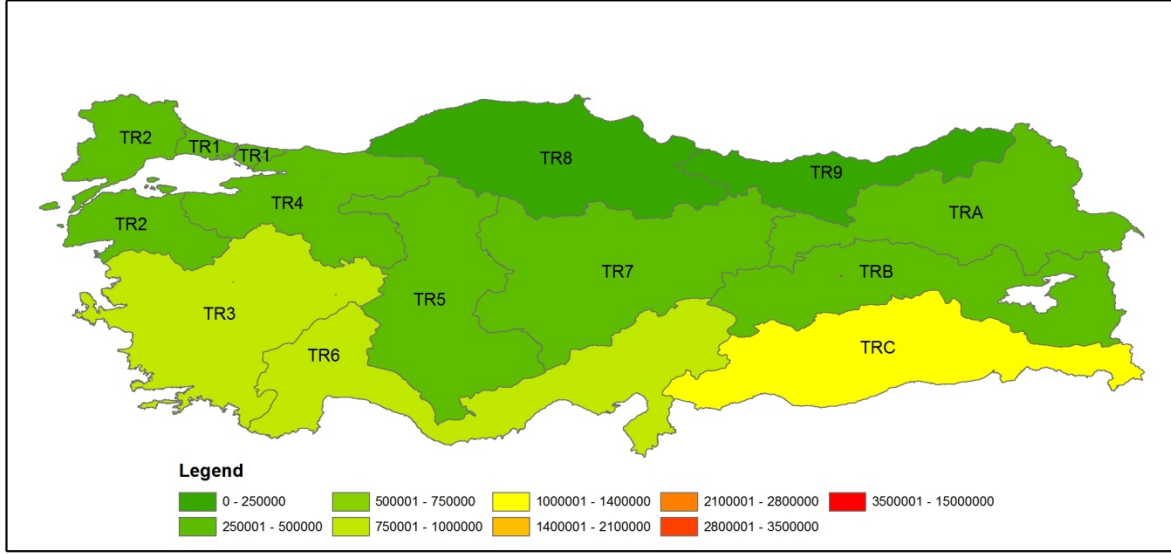 TR2
TR1
TR1
TR8
TR9
TR4
TRA
TR2
TR7
TRB
TR5
TR3
TR6
TRC
Legend
0 - 250000
500001 - 750000
1000001 - 1400000
2100001 - 2800000
3500001 - 15000000
250001 - 500000
750001 - 1000000
1400001 - 2100000
2800001 - 3500000